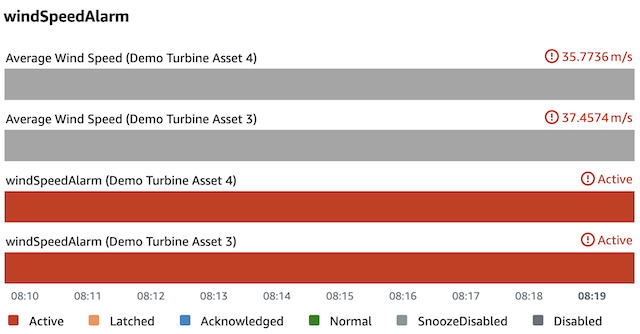 windSpeedAlarm
Average Wind Speed (Demo Turbine Asset 4) 35.7736 m/s
Average Wind Speed (Demo Turbine Asset 3) 37.4574 m/s
windSpeedAlarm (Demo Turbine Asset 4) Active
windSpeedAlarm (Demo Turbine Asset 3) Active
08:10 08:11 08:12 08:13 08:14 08:15 08:16 08:17 08:18 08:19
Active Latched Acknowledged Normal SnoozeDisabled Disabled